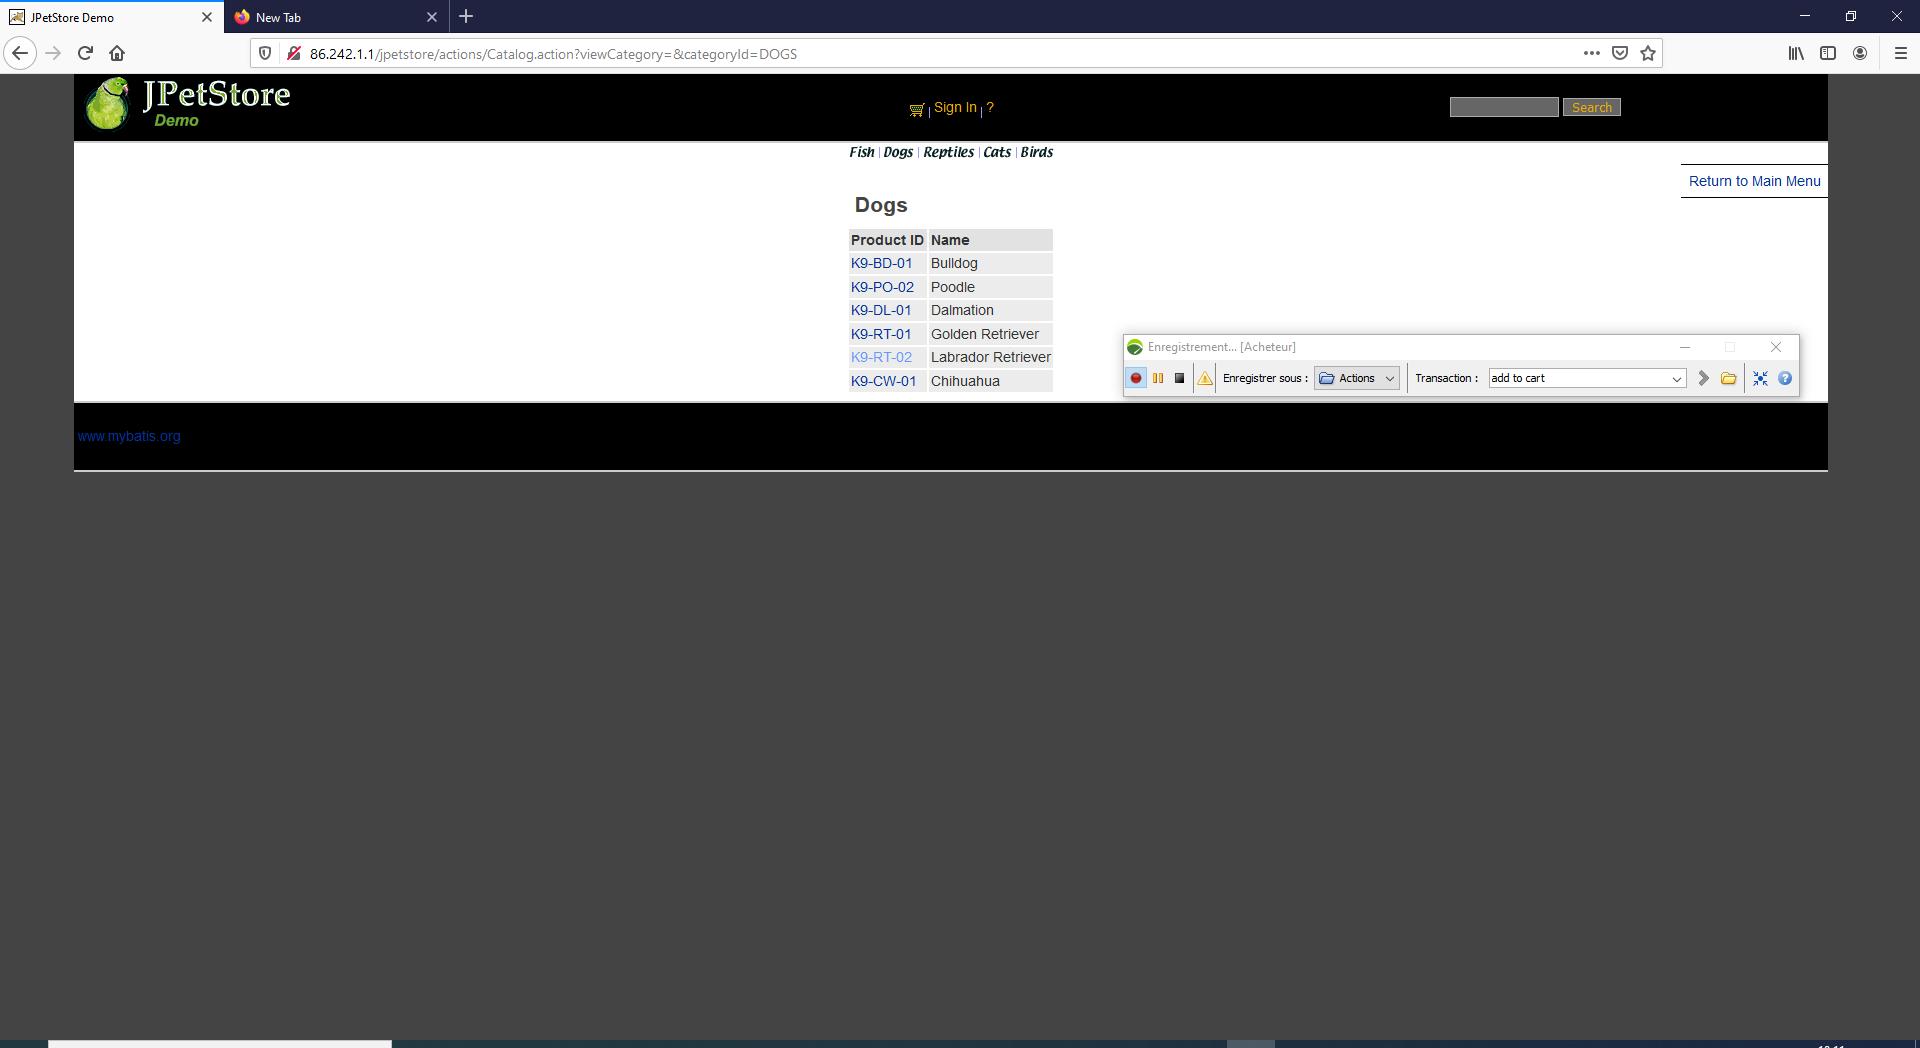 JPetStore Demo
New Tab
86.242.1.1/jpetstore/actions/Catalog.action?viewCategory=&categoryId=DOGS
JPetStore
Demo
Sign In | ?
Search
Fish | Dogs | Reptiles | Cats | Birds
Return to Main Menu
Dogs
Product ID Name
K9-BD-01 Bulldog
K9-PO-02 Poodle
K9-DL-01 Dalmation
K9-RT-01 Golden Retriever
K9-RT-02 Labrador Retriever
K9-CW-01 Chihuahua
Enregistrement... [Acheteur]
Enregistrer sous : Actions Transaction : add to cart
www.mybatis.org